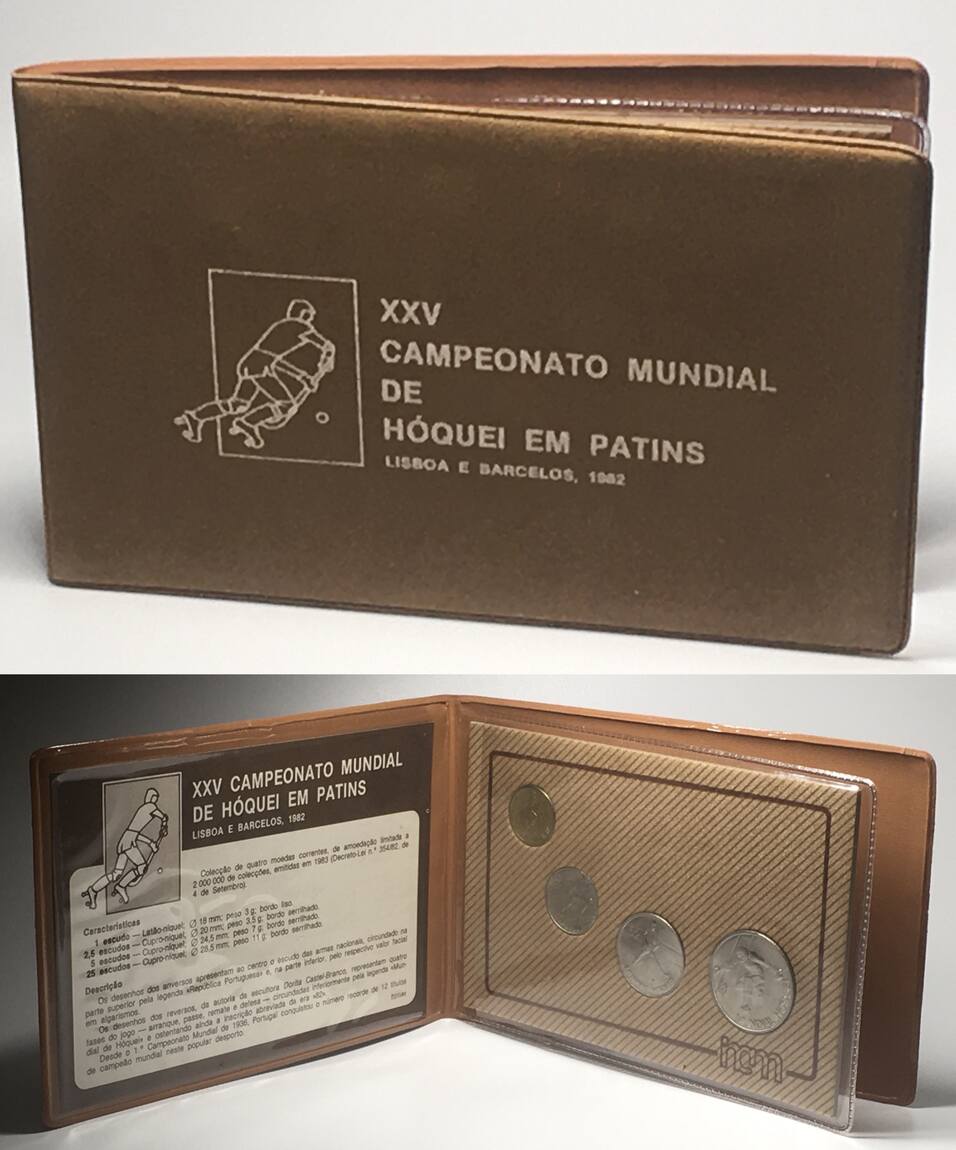 XXV
CAMPEONATO MUNDIAL
DE
HÓQUEI EM PATINS
LISBOA E BARCELOS, 1982
XXV CAMPEONATO MUNDIAL
DE HÓQUEI EM PATINS
LISBOA E BARCELOS, 1982
Colecção de quatro moedas correntes, de amoedação limitada a
2 000 000 de colecções, emitidas em 1983 (Decreto-Lei n.º 354/82, de
4 de Setembro).
Características
1 escudo — Latão-níquel; ∅ 18 mm; peso 3 g; bordo liso.
2,5 escudos — Cupro-níquel; ∅ 20 mm; peso 3,5 g; bordo serrilhado.
5 escudos — Cupro-níquel; ∅ 24,5 mm; peso 7 g; bordo serrilhado.
25 escudos — Cupro-níquel; ∅ 28,5 mm; peso 11 g; bordo serrilhado.
Descrição
Os desenhos dos anversos apresentam ao centro o escudo das armas nacionais, circundado na
parte superior pela legenda «República Portuguesa» e, na parte inferior, pelo respectivo valor facial
em algarismos.
Os desenhos dos reversos, da autoria da escultora Dorita Castel-Branco, representam quatro
fases do jogo — arranque, passe, remate e defesa — circundadas inferiormente pela legenda «Mun-
dial de Hóquei» e ostentando ainda a inscrição abreviada da era «82».
Desde o 1.º Campeonato Mundial de 1936, Portugal conquistou o número recorde de 12 títulos
de campeão mundial neste popular desporto.
incm